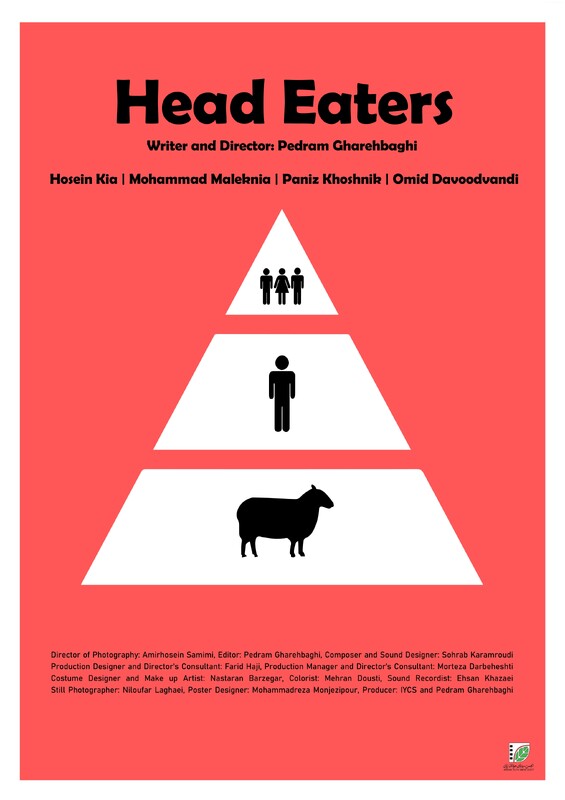 Head Eaters
Writer and Director: Pedram Gharehbaghi
Hosein Kia | Mohammad Maleknia | Paniz Khoshnik | Omid Davoodvandi
Director of Photography: Amirhosein Samimi, Editor: Pedram Gharehbaghi, Composer and Sound Designer: Sohrab Karamroudi
Production Designer and Director's Consultant: Farid Haji, Production Manager and Director's Consultant: Morteza Darbeheshti
Costume Designer and Make up Artist: Nastaran Barzegar, Colorist: Mehran Dousti, Sound Recordist: Ehsan Khazaei
Still Photographer: Niloufar Laghaei, Poster Designer: Mohammadreza Monjezipour, Producer: IYCS and Pedram Gharehbaghi